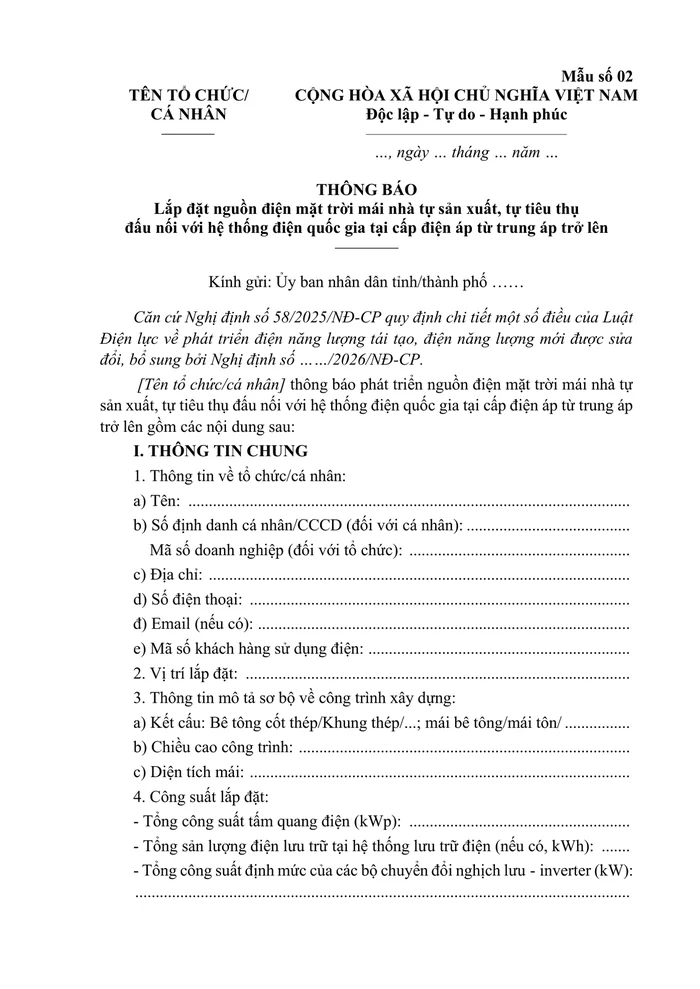 Mẫu số 02
TÊN TỔ CHỨC/
CÁ NHÂN
CỘNG HÒA XÃ HỘI CHỦ NGHĨA VIỆT NAM
Độc lập - Tự do - Hạnh phúc
..., ngày ... tháng ... năm ...
THÔNG BÁO
Lắp đặt nguồn điện mặt trời mái nhà tự sản xuất, tự tiêu thụ
đấu nối với hệ thống điện quốc gia tại cấp điện áp từ trung áp trở lên
Kính gửi: Ủy ban nhân dân tỉnh/thành phố ……
Căn cứ Nghị định số 58/2025/NĐ-CP quy định chi tiết một số điều của Luật
Điện lực về phát triển điện năng lượng tái tạo, điện năng lượng mới được sửa
đổi, bổ sung bởi Nghị định số ……/2026/NĐ-CP.
[Tên tổ chức/cá nhân] thông báo phát triển nguồn điện mặt trời mái nhà tự
sản xuất, tự tiêu thụ đấu nối với hệ thống điện quốc gia tại cấp điện áp từ trung áp
trở lên gồm các nội dung sau:
I. THÔNG TIN CHUNG
1. Thông tin về tổ chức/cá nhân:
a) Tên: ................................................................................
b) Số định danh cá nhân/CCCD (đối với cá nhân): ......................................
Mã số doanh nghiệp (đối với tổ chức): ...................................................
c) Địa chỉ: ................................................................................
d) Số điện thoại: ................................................................................
đ) Email (nếu có): ................................................................................
e) Mã số khách hàng sử dụng điện: ............................................................
2. Vị trí lắp đặt: ................................................................................
3. Thông tin mô tả sơ bộ về công trình xây dựng:
a) Kết cấu: Bê tông cốt thép/Khung thép/...; mái bê tông/mái tôn/ ...............
b) Chiều cao công trình: ............................................................................
c) Diện tích mái: ................................................................................
4. Công suất lắp đặt:
- Tổng công suất tấm quang điện (kWp): ...................................................
- Tổng sản lượng điện lưu trữ tại hệ thống lưu trữ điện (nếu có, kWh): .......
- Tổng công suất định mức của các bộ chuyển đổi nghịch lưu - inverter (kW):
..................................................................................................................